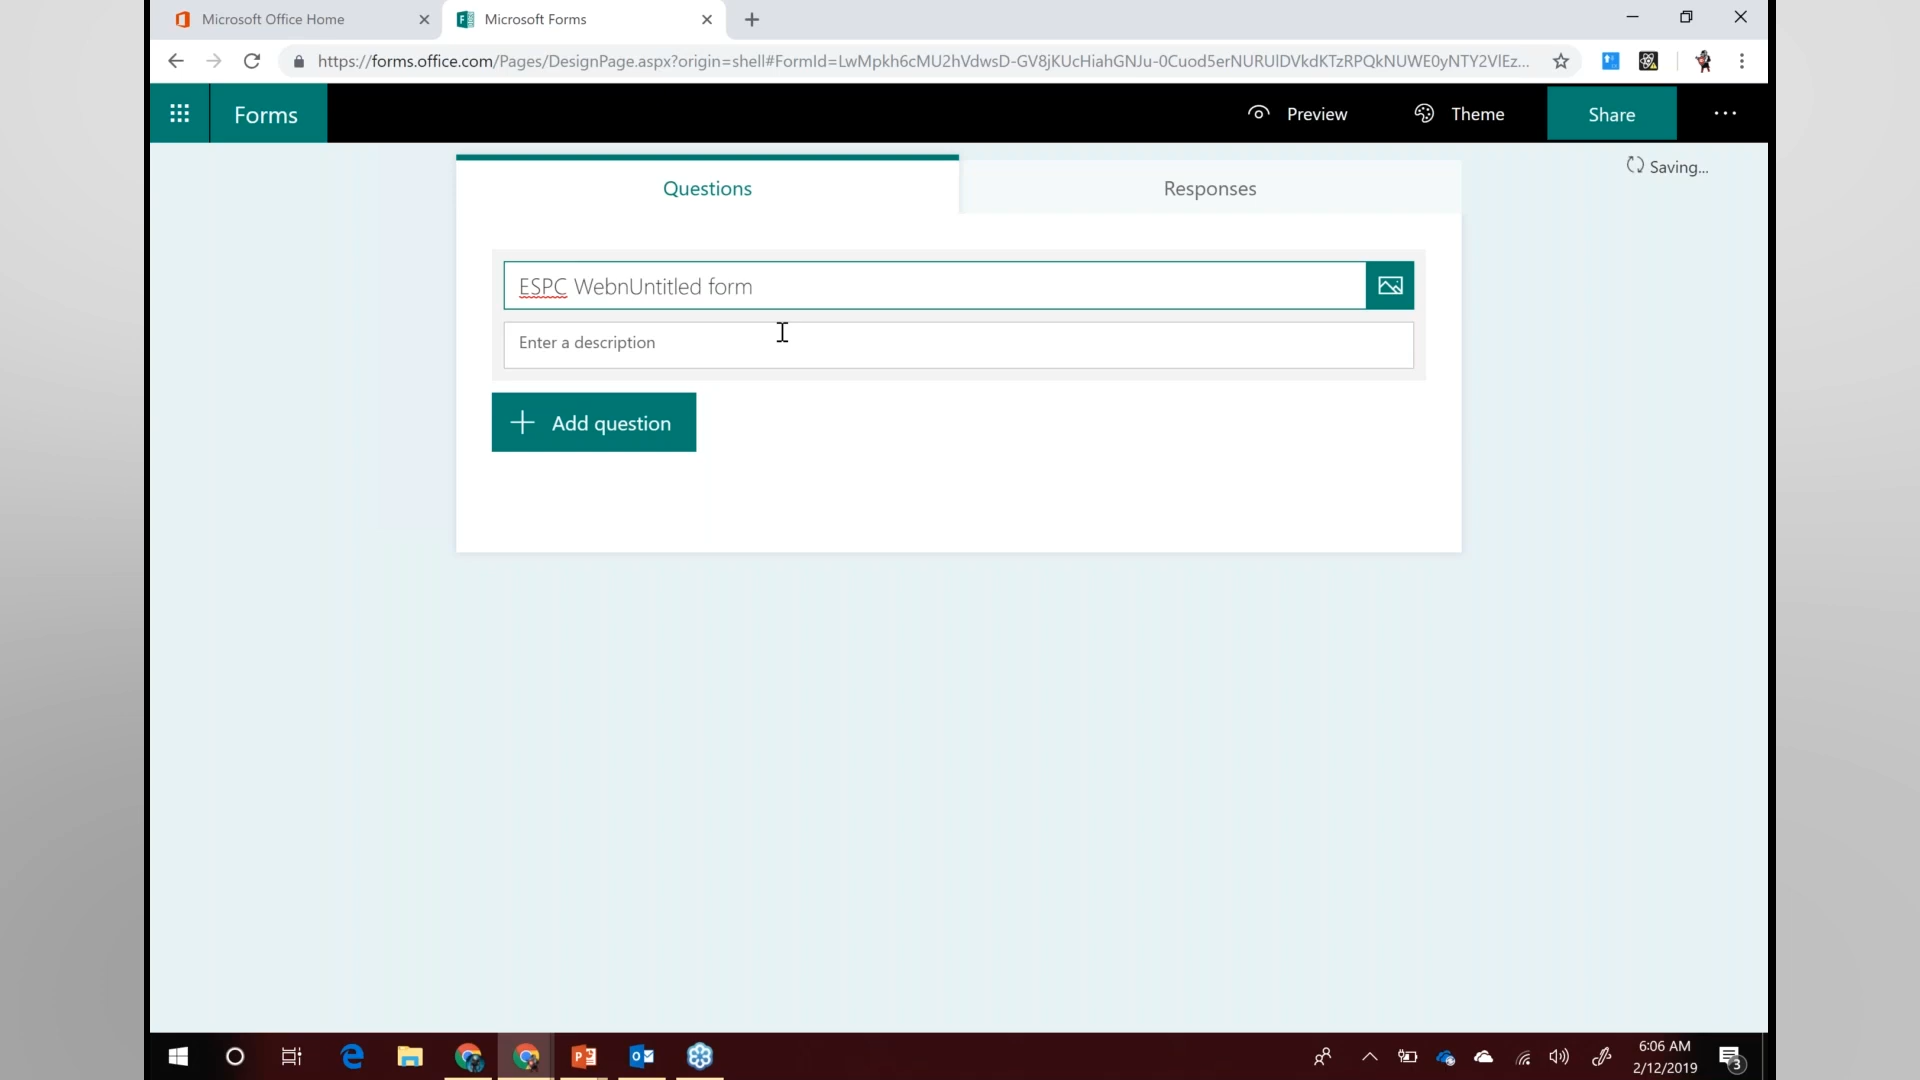 Microsoft Office Home
Microsoft Forms
https://forms.office.com/Pages/DesignPage.aspx?origin=shell#FormId=LwMpkh6cMU2hVdwsD-GV8jKUcHiahGNJu-0Cuod5erNURUlDVkdKTzRPQkNUWE0yNTY2VlEz...
Forms
Preview
Theme
Share
Saving...
Questions
Responses
ESPC WebnUntitled form
Enter a description
Add question
6:06 AM
2/12/2019
3